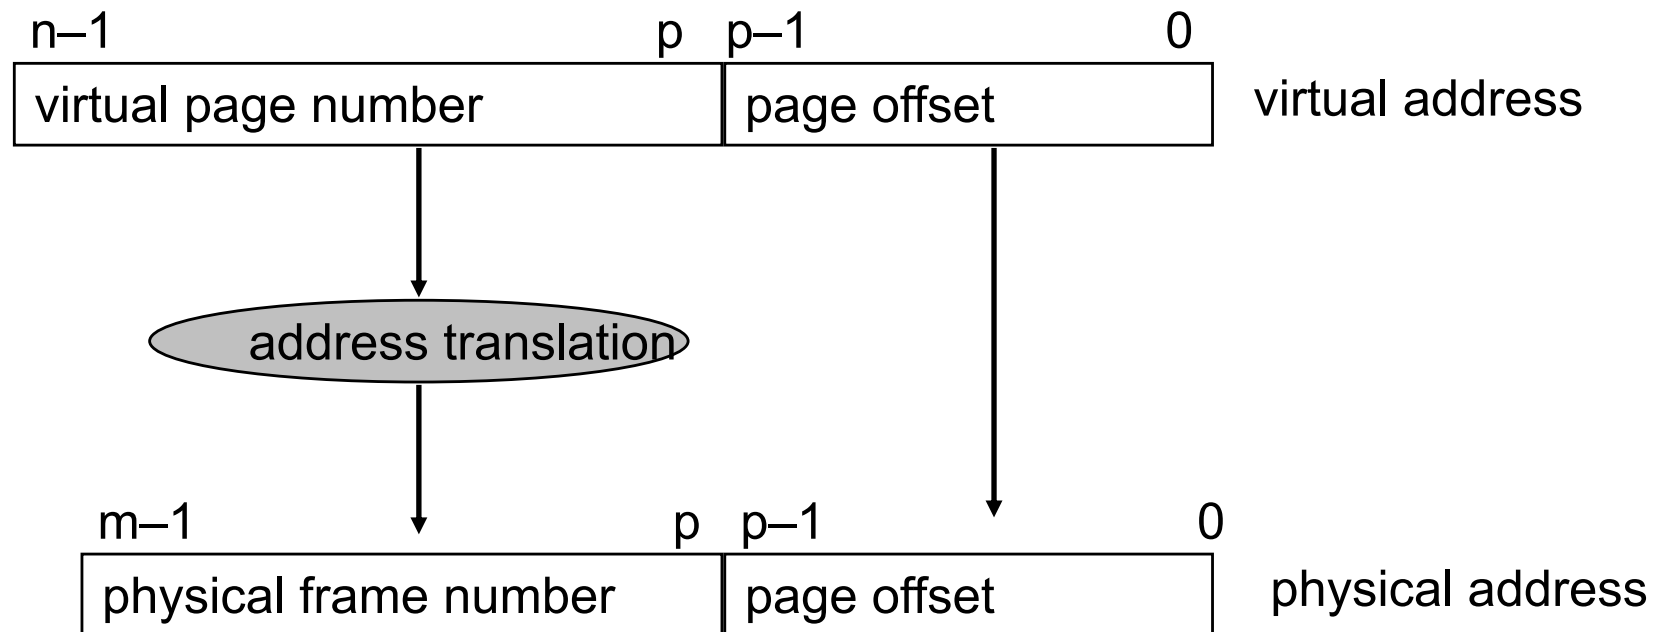 n–1 p p–1 0
virtual page number page offset virtual address
address translation
m–1 p p–1 0
physical frame number page offset physical address